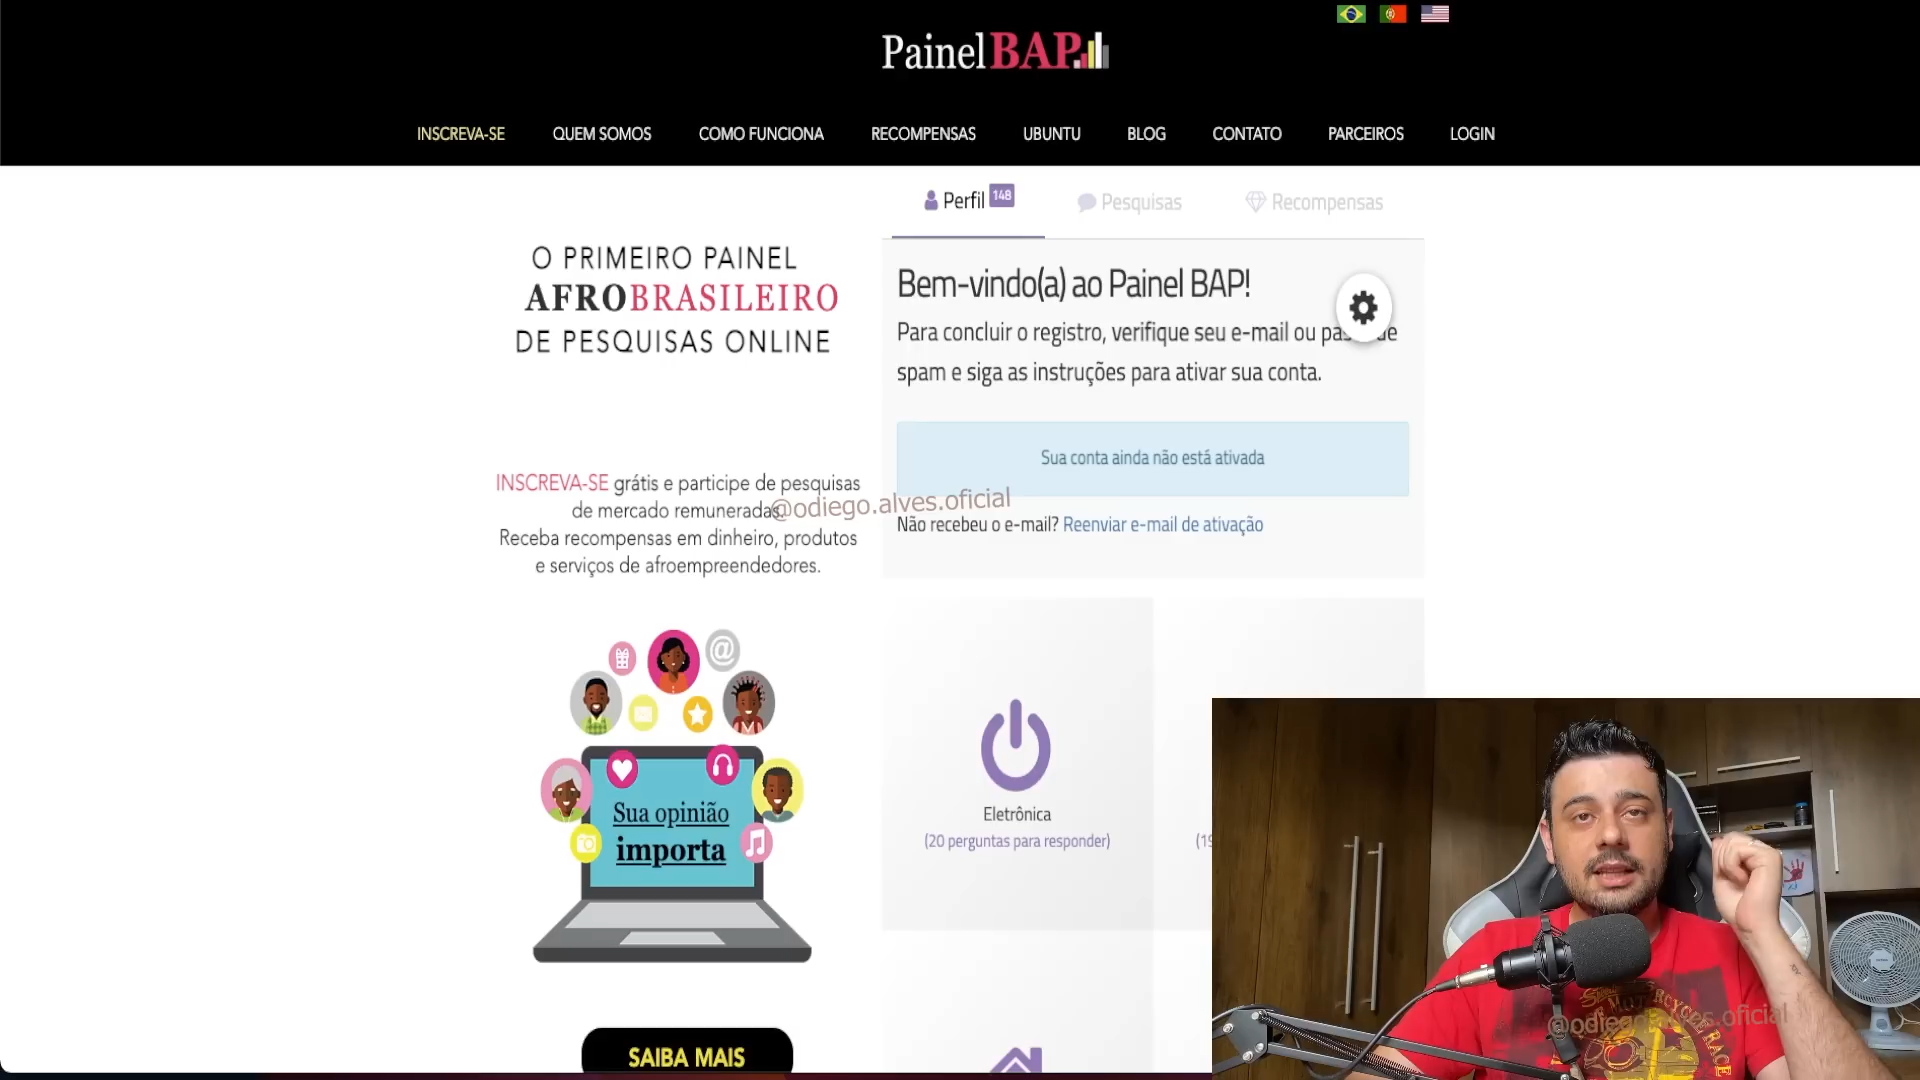 Painel BAP
INSCREVA-SE QUEM SOMOS COMO FUNCIONA RECOMPENSAS UBUNTU BLOG CONTATO PARCEIROS LOGIN
O PRIMEIRO PAINEL
AFROBRASILEIRO
DE PESQUISAS ONLINE
INSCREVA-SE grátis e participe de pesquisas
de mercado remuneradas.
Receba recompensas em dinheiro, produtos
e serviços de afroempreendedores.
@
Sua opinião
importa
SAIBA MAIS
Perfil 148 Pesquisas Recompensas
Bem-vindo(a) ao Painel BAP!
Para concluir o registro, verifique seu e-mail ou
spam e siga as instruções para ativar sua conta.
Sua conta ainda não está ativada
@odiego.alves.oficial
Não recebeu o e-mail? Reenviar e-mail de ativação
Eletrônica
(20 perguntas para responder)
(19
@odiego.alves.oficial